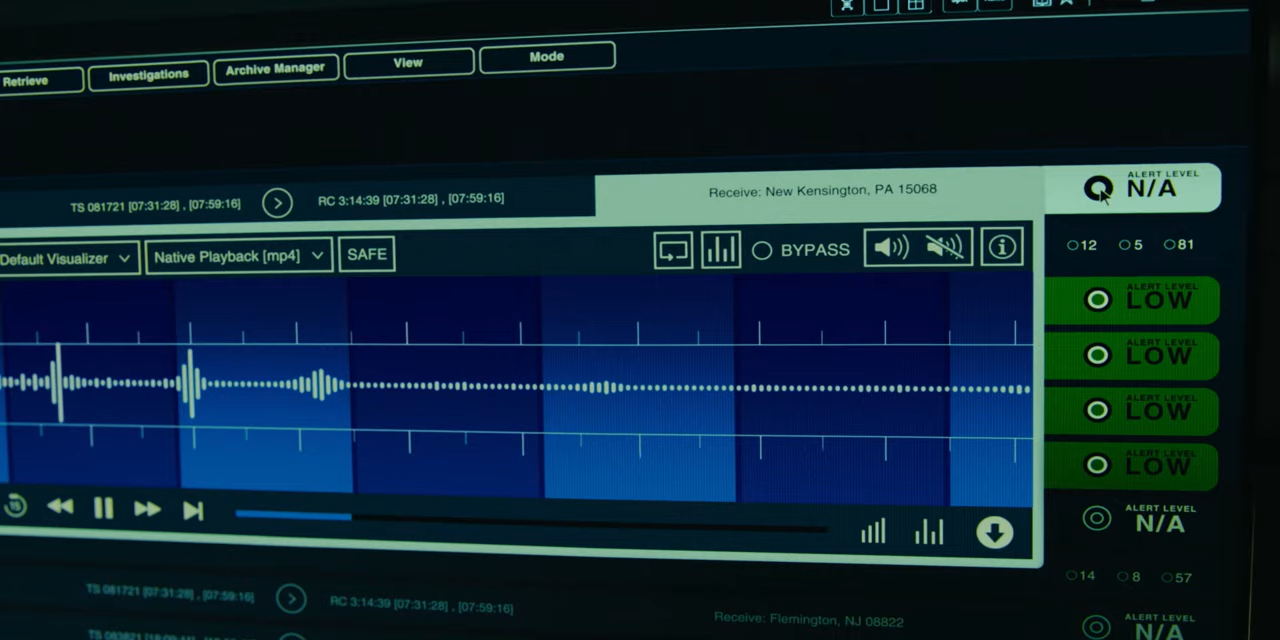 Retrieve
Investigations
Archive Manager
View
Mode
TS 081721 [07:31:28] , [07:59:16]
RC 3:14:39 [07:31:28] , [07:59:16]
Receive: New Kensington, PA 15068
ALERT LEVEL
N/A
Default Visualizer
Native Playback [mp4]
SAFE
BYPASS
12 5 81
ALERT LEVEL
LOW
ALERT LEVEL
LOW
ALERT LEVEL
LOW
ALERT LEVEL
LOW
15
ALERT LEVEL
N/A
14 8 57
TS 081721 [07:31:28] , [07:59:16]
RC 3:14:39 [07:31:28] , [07:59:16]
Receive: Flemington, NJ 08822
ALERT LEVEL
N/A